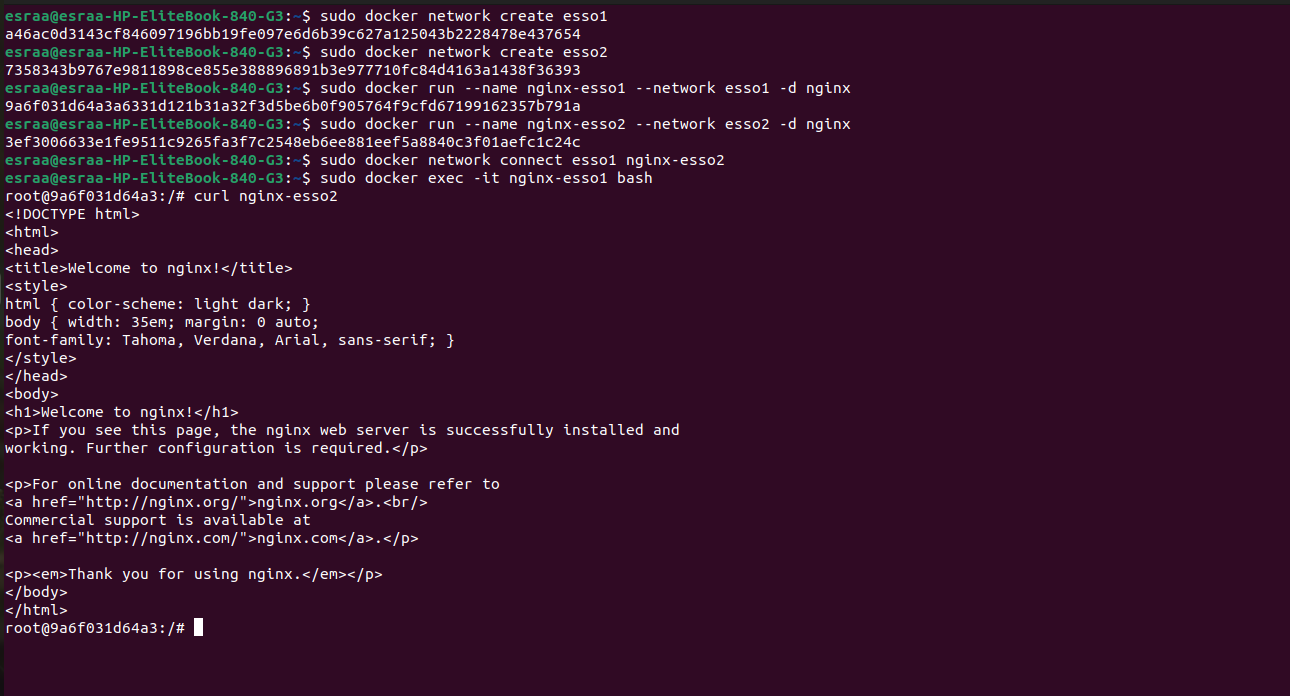 esraa@esraa-HP-EliteBook-840-G3:~$ sudo docker network create esso1
a46ac0d3143cf846097196bb19fe097e6d6b39c627a125043b2228478e437654
esraa@esraa-HP-EliteBook-840-G3:~$ sudo docker network create esso2
7358343b9767e9811898ce855e388896891b3e977710fc84d4163a1438f36393
esraa@esraa-HP-EliteBook-840-G3:~$ sudo docker run --name nginx-esso1 --network esso1 -d nginx
9a6f031d64a3a6331d121b31a32f3d5be6b0f905764f9cfd67199162357b791a
esraa@esraa-HP-EliteBook-840-G3:~$ sudo docker run --name nginx-esso2 --network esso2 -d nginx
3ef3006633e1fe9511c9265fa3f7c2548eb6ee881eef5a8840c3f01aefc1c24c
esraa@esraa-HP-EliteBook-840-G3:~$ sudo docker network connect esso1 nginx-esso2
esraa@esraa-HP-EliteBook-840-G3:~$ sudo docker exec -it nginx-esso1 bash
root@9a6f031d64a3:/# curl nginx-esso2
<!DOCTYPE html>
<html>
<head>
<title>Welcome to nginx!</title>
<style>
html { color-scheme: light dark; }
body { width: 35em; margin: 0 auto;
font-family: Tahoma, Verdana, Arial, sans-serif; }
</style>
</head>
<body>
<h1>Welcome to nginx!</h1>
<p>If you see this page, the nginx web server is successfully installed and
working. Further configuration is required.</p>

<p>For online documentation and support please refer to
<a href="http://nginx.org/">nginx.org</a>.<br/>
Commercial support is available at
<a href="http://nginx.com/">nginx.com</a>.</p>

<p><em>Thank you for using nginx.</em></p>
</body>
</html>
root@9a6f031d64a3:/#